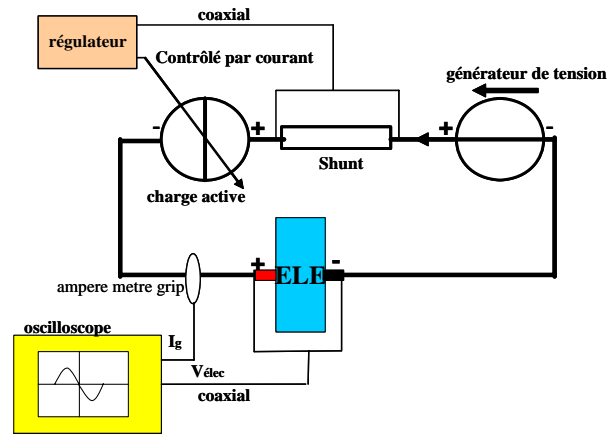 coaxial
régulateur
Contrôlé par courant
générateur de tension
-
+
+
-
Shunt
charge active
+
-
ELE
ampere metre grip
oscilloscope
Ig
Vélec
coaxial